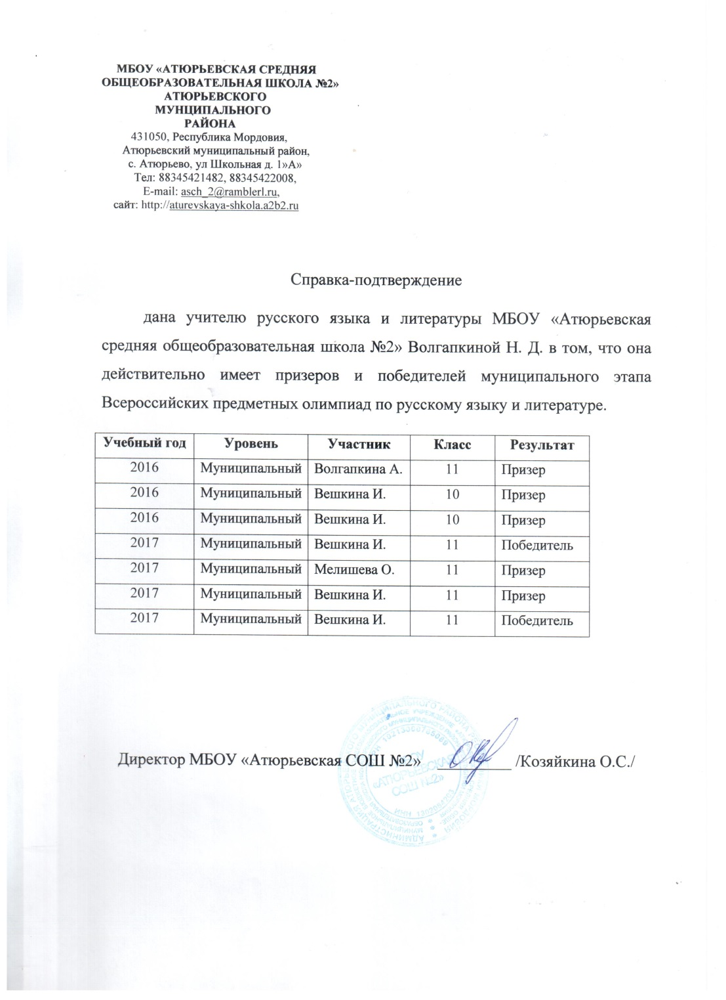 МБОУ «АТЮРЬЕВСКАЯ СРЕДНЯЯ
ОБЩЕОБРАЗОВАТЕЛЬНАЯ ШКОЛА №2»
АТЮРЬЕВСКОГО
МУНЦИПАЛЬНОГО
РАЙОНА
431050, Республика Мордовия,
Атюрьевский муниципальный район,
с. Атюрьево, ул Школьная д. 1»А»
Тел: 88345421482, 88345422008,
E-mail: asch_2@ramblerl.ru,
сайт: http://aturevskaya-shkola.a2b2.ru
Справка-подтверждение
дана учителю русского языка и литературы МБОУ «Атюрьевская
средняя общеобразовательная школа №2» Волгапкиной Н. Д. в том, что она
действительно имеет призеров и победителей муниципального этапа
Всероссийских предметных олимпиад по русскому языку и литературе.
Учебный год Уровень Участник Класс Результат
2016 Муниципальный Волгапкина А. 11 Призер
2016 Муниципальный Вешкина И. 10 Призер
2016 Муниципальный Вешкина И. 10 Призер
2017 Муниципальный Вешкина И. 11 Победитель
2017 Муниципальный Мелишева О. 11 Призер
2017 Муниципальный Вешкина И. 11 Призер
2017 Муниципальный Вешкина И. 11 Победитель
Директор МБОУ «Атюрьевская СОШ №2» /Козяйкина О.С./
МБОУ
«АТЮРЬЕВСКАЯ
СОШ №2»